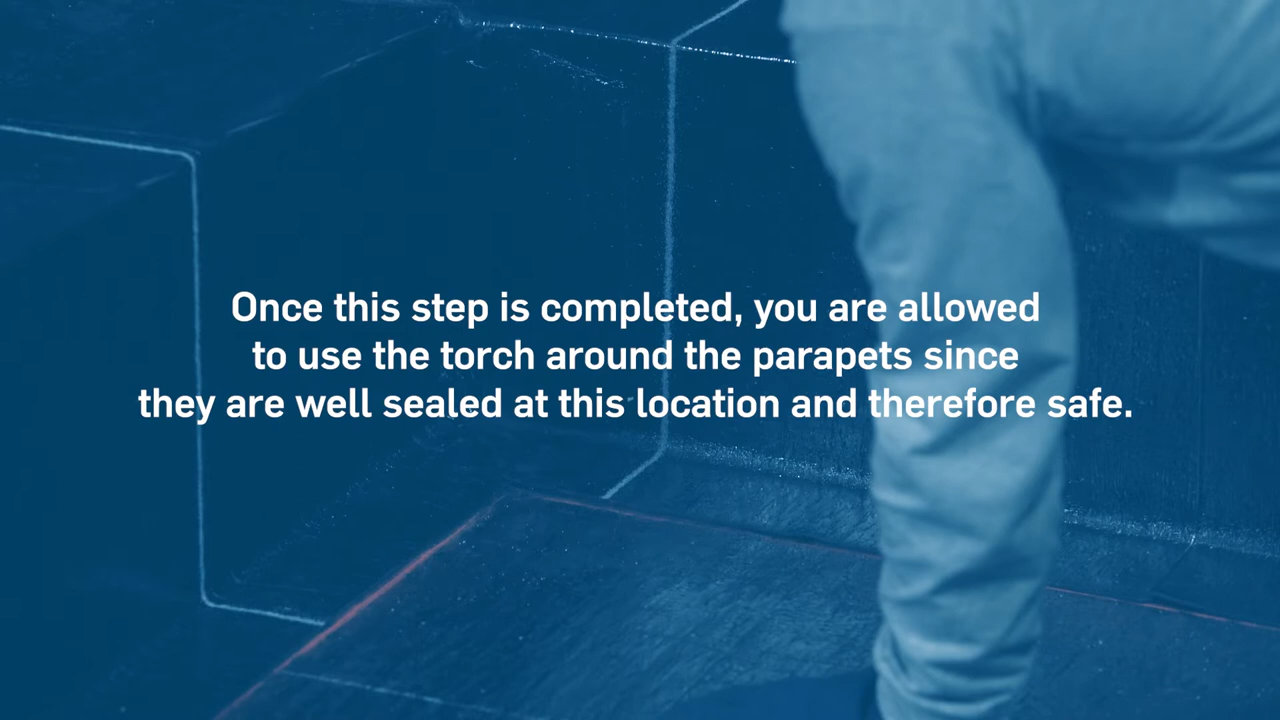 Once this step is completed, you are allowed
to use the torch around the parapets since
they are well sealed at this location and therefore safe.